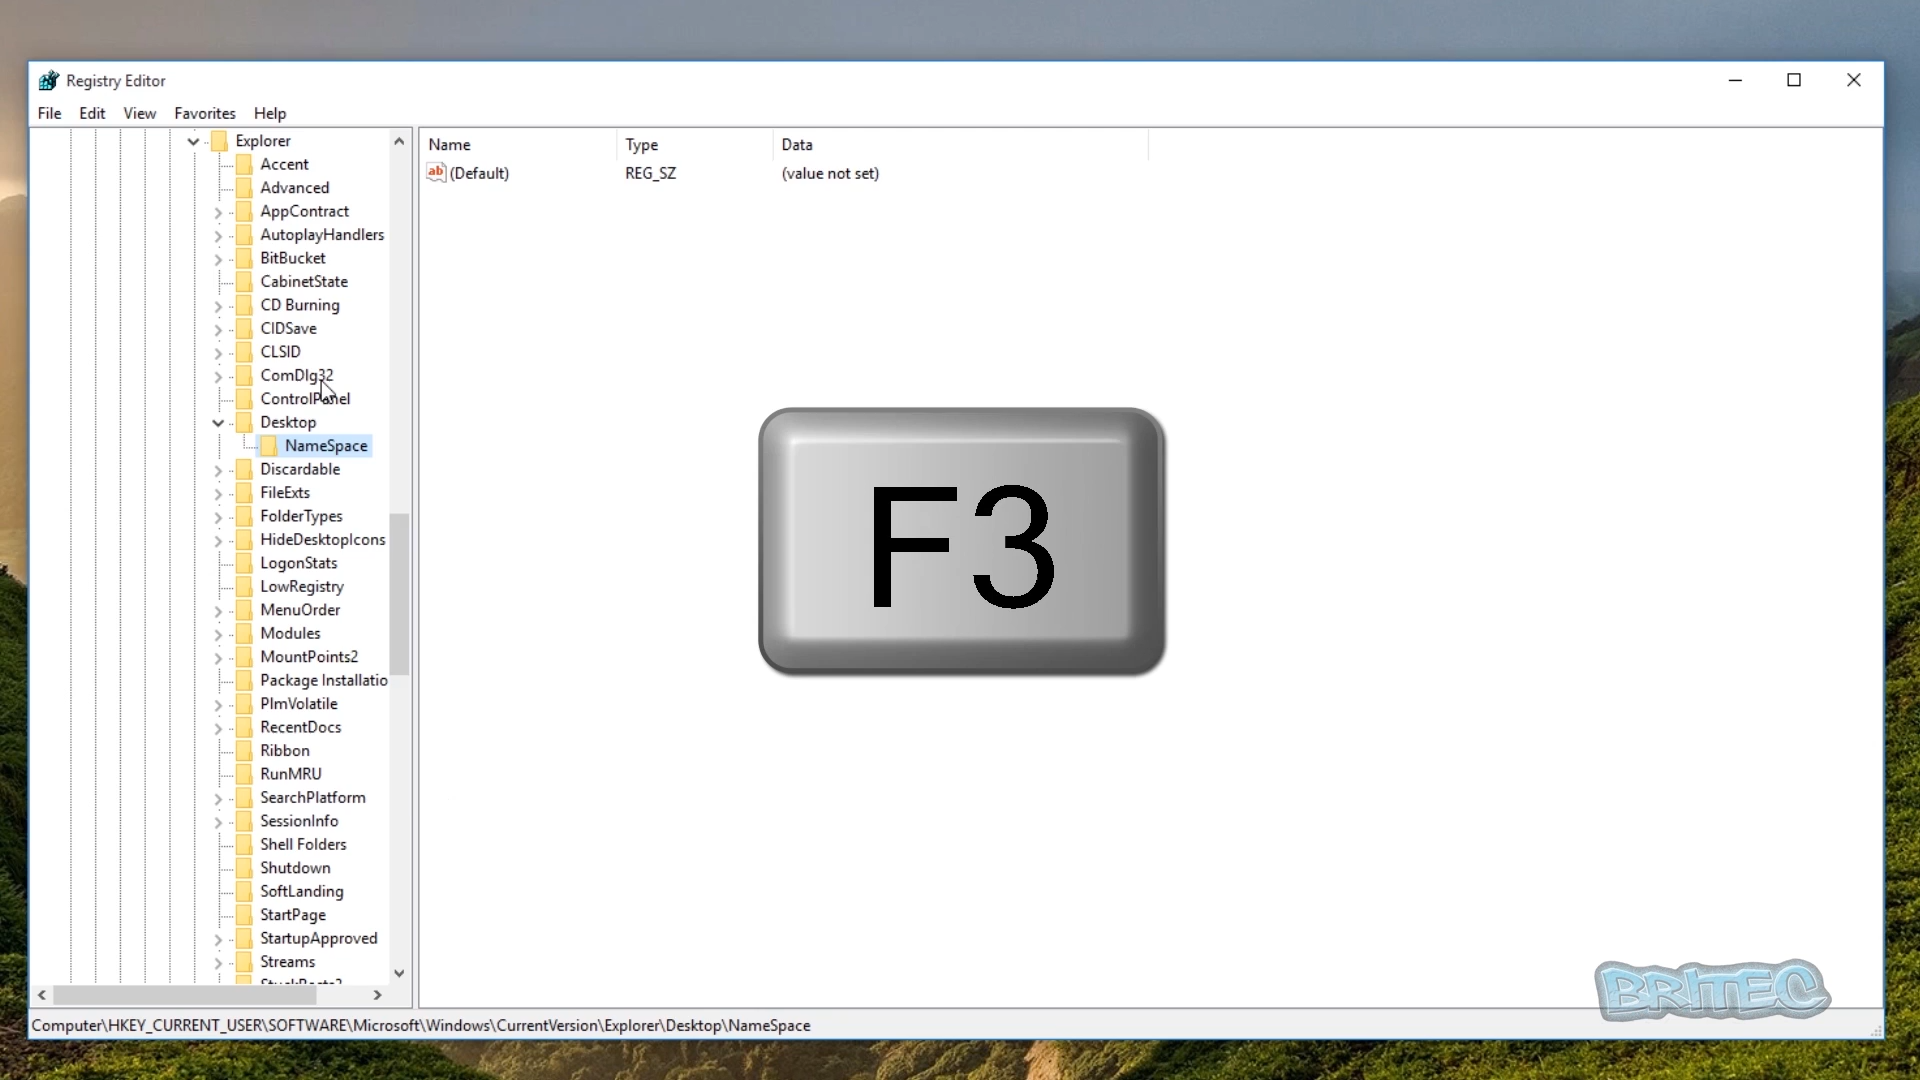 Registry Editor
File Edit View Favorites Help
Explorer
Accent
Advanced
AppContract
AutoplayHandlers
BitBucket
CabinetState
CD Burning
CIDSave
CLSID
ComDlg32
ControlPanel
Desktop
NameSpace
Discardable
FileExts
FolderTypes
HideDesktopIcons
LogonStats
LowRegistry
MenuOrder
Modules
MountPoints2
Package Installatio
PlmVolatile
RecentDocs
Ribbon
RunMRU
SearchPlatform
SessionInfo
Shell Folders
Shutdown
SoftLanding
StartPage
StartupApproved
Streams
Name Type Data
ab (Default) REG_SZ (value not set)
F3
BRITEC
Computer\HKEY_CURRENT_USER\SOFTWARE\Microsoft\Windows\CurrentVersion\Explorer\Desktop\NameSpace